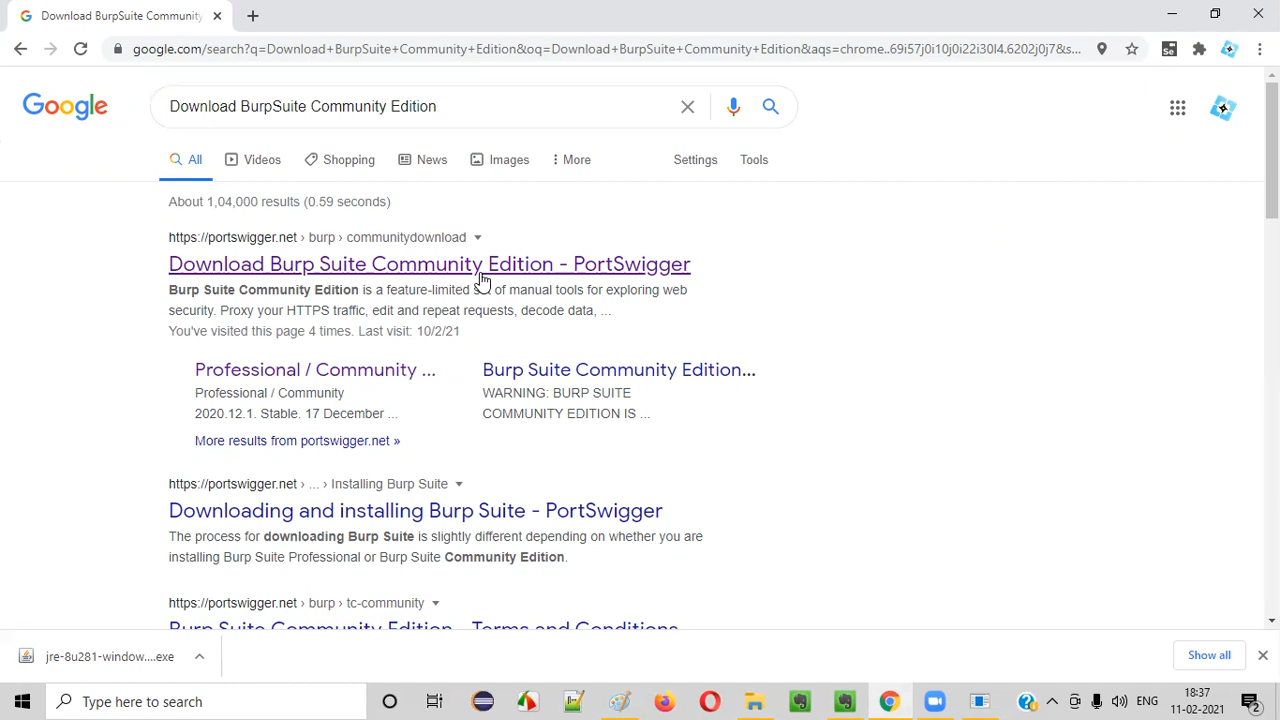 Download BurpSuite Community
google.com/search?q=Download+BurpSuite+Community+Edition&oq=Download+BurpSuite+Community+Edition&aqs=chrome..69i57j0i10j0i22i30l4.6202j0j7&s...
Google
Download BurpSuite Community Edition
All Videos Shopping News Images More Settings Tools
About 1,04,000 results (0.59 seconds)
https://portswigger.net › burp › communitydownload
Download Burp Suite Community Edition - PortSwigger
Burp Suite Community Edition is a feature-limited of manual tools for exploring web
security. Proxy your HTTPS traffic, edit and repeat requests, decode data, ...
You've visited this page 4 times. Last visit: 10/2/21
Professional / Community ...
Professional / Community
2020.12.1. Stable. 17 December ...
Burp Suite Community Edition...
WARNING: BURP SUITE
COMMUNITY EDITION IS ...
More results from portswigger.net »
https://portswigger.net › ... › Installing Burp Suite
Downloading and installing Burp Suite - PortSwigger
The process for downloading Burp Suite is slightly different depending on whether you are
installing Burp Suite Professional or Burp Suite Community Edition.
https://portswigger.net › burp › tc-community
Burp Suite Community Edition - Terms and Conditions
jre-8u281-window....exe
Show all
Type here to search
ENG
18:37
11-02-2021
2